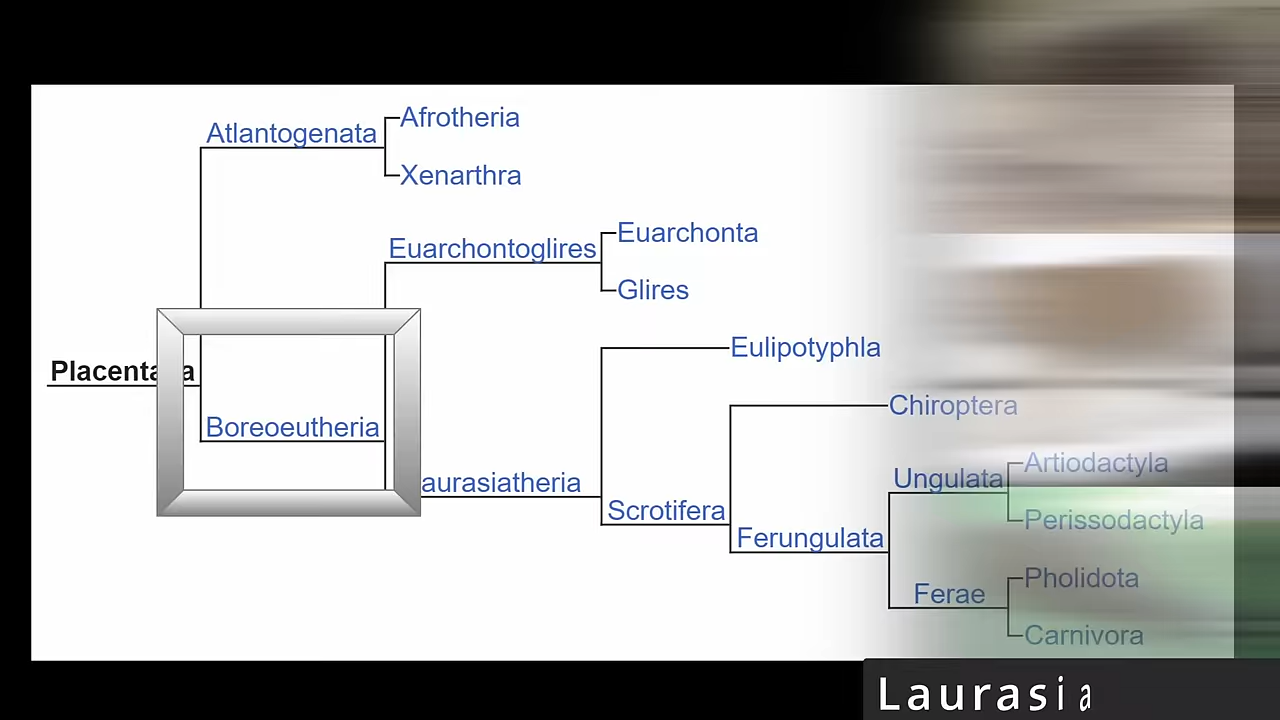 Afrotheria
Atlantogenata
Xenarthra
Euarchonta
Euarchontoglires
Glires
Eulipotyphla
Placenta a
Chiroptera
Boreoeutheria
Artiodactyla
Ungulata
aurasiatheria
Scrotifera
Perissodactyla
Ferungulata
Pholidota
Ferae
Carnivora
Laurasia